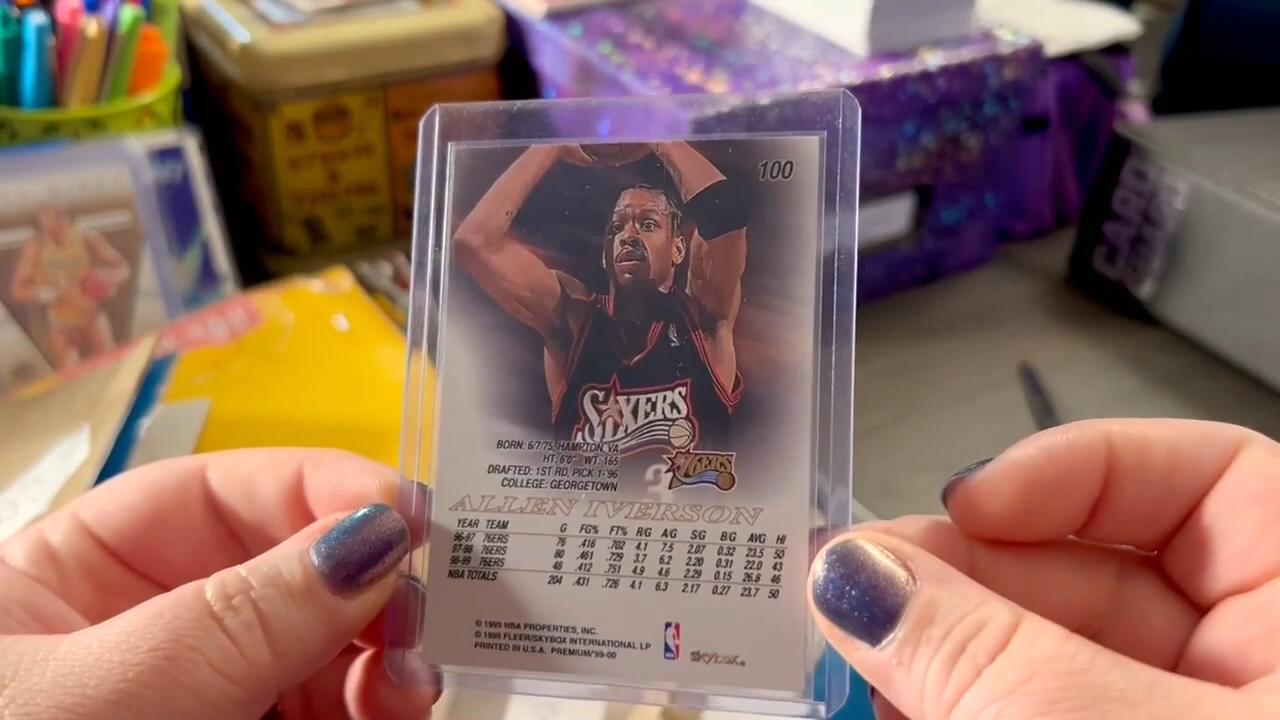 100
SIXERS
BORN: 6/7/75, HAMPTON, VA
HT: 6'0" WT: 165
DRAFTED: 1ST RD, PICK 1-'96
COLLEGE: GEORGETOWN
76ERS
ALLEN IVERSON
YEAR TEAM G FG% FT% R/G A/G S/G B/G AVG HI
96-97 76ERS 76 .416 .702 4.1 7.5 2.07 0.32 23.5 50
97-98 76ERS 80 .461 .729 3.7 6.2 2.20 0.31 22.0 43
98-99 76ERS 48 .412 .751 4.9 4.6 2.29 0.15 26.8 46
NBA TOTALS 204 .431 .726 4.1 6.3 2.17 0.27 23.7 50
© 1999 NBA PROPERTIES, INC.
© 1999 FLEER/SKYBOX INTERNATIONAL LP
PRINTED IN U.S.A. PREMIUM/'99-00
NBA
SkyBox
CARD